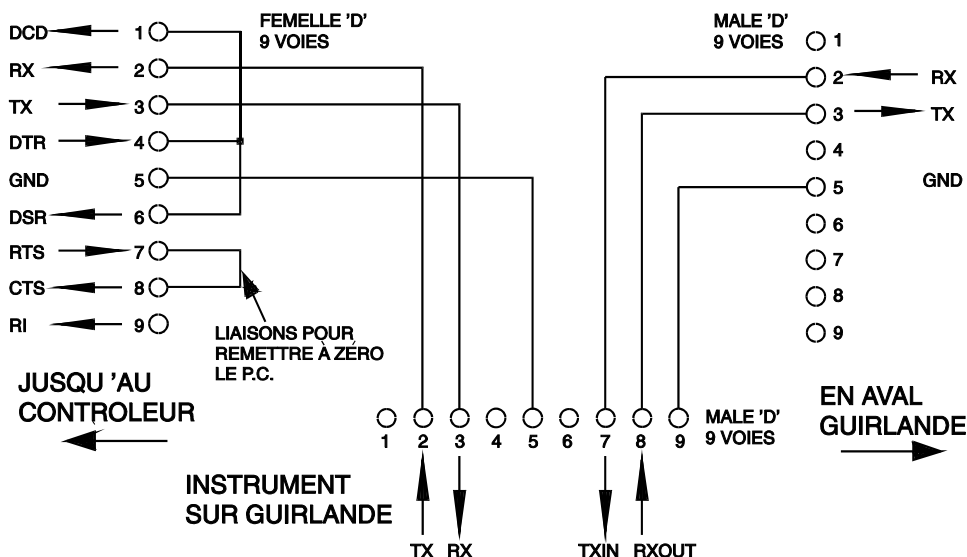 FEMELLE 'D'
9 VOIES
DCD 1
RX 2
TX 3
DTR 4
GND 5
DSR 6
RTS 7
CTS 8
RI 9
LIAISONS POUR
REMETTRE À ZÉRO
LE P.C.
JUSQU 'AU
CONTROLEUR
MALE 'D'
9 VOIES
1
2 RX
3 TX
4
5 GND
6
7
8
9
EN AVAL
GUIRLANDE
1 2 3 4 5 6 7 8 9
MALE 'D'
9 VOIES
INSTRUMENT
SUR GUIRLANDE
TX RX TXIN RXOUT